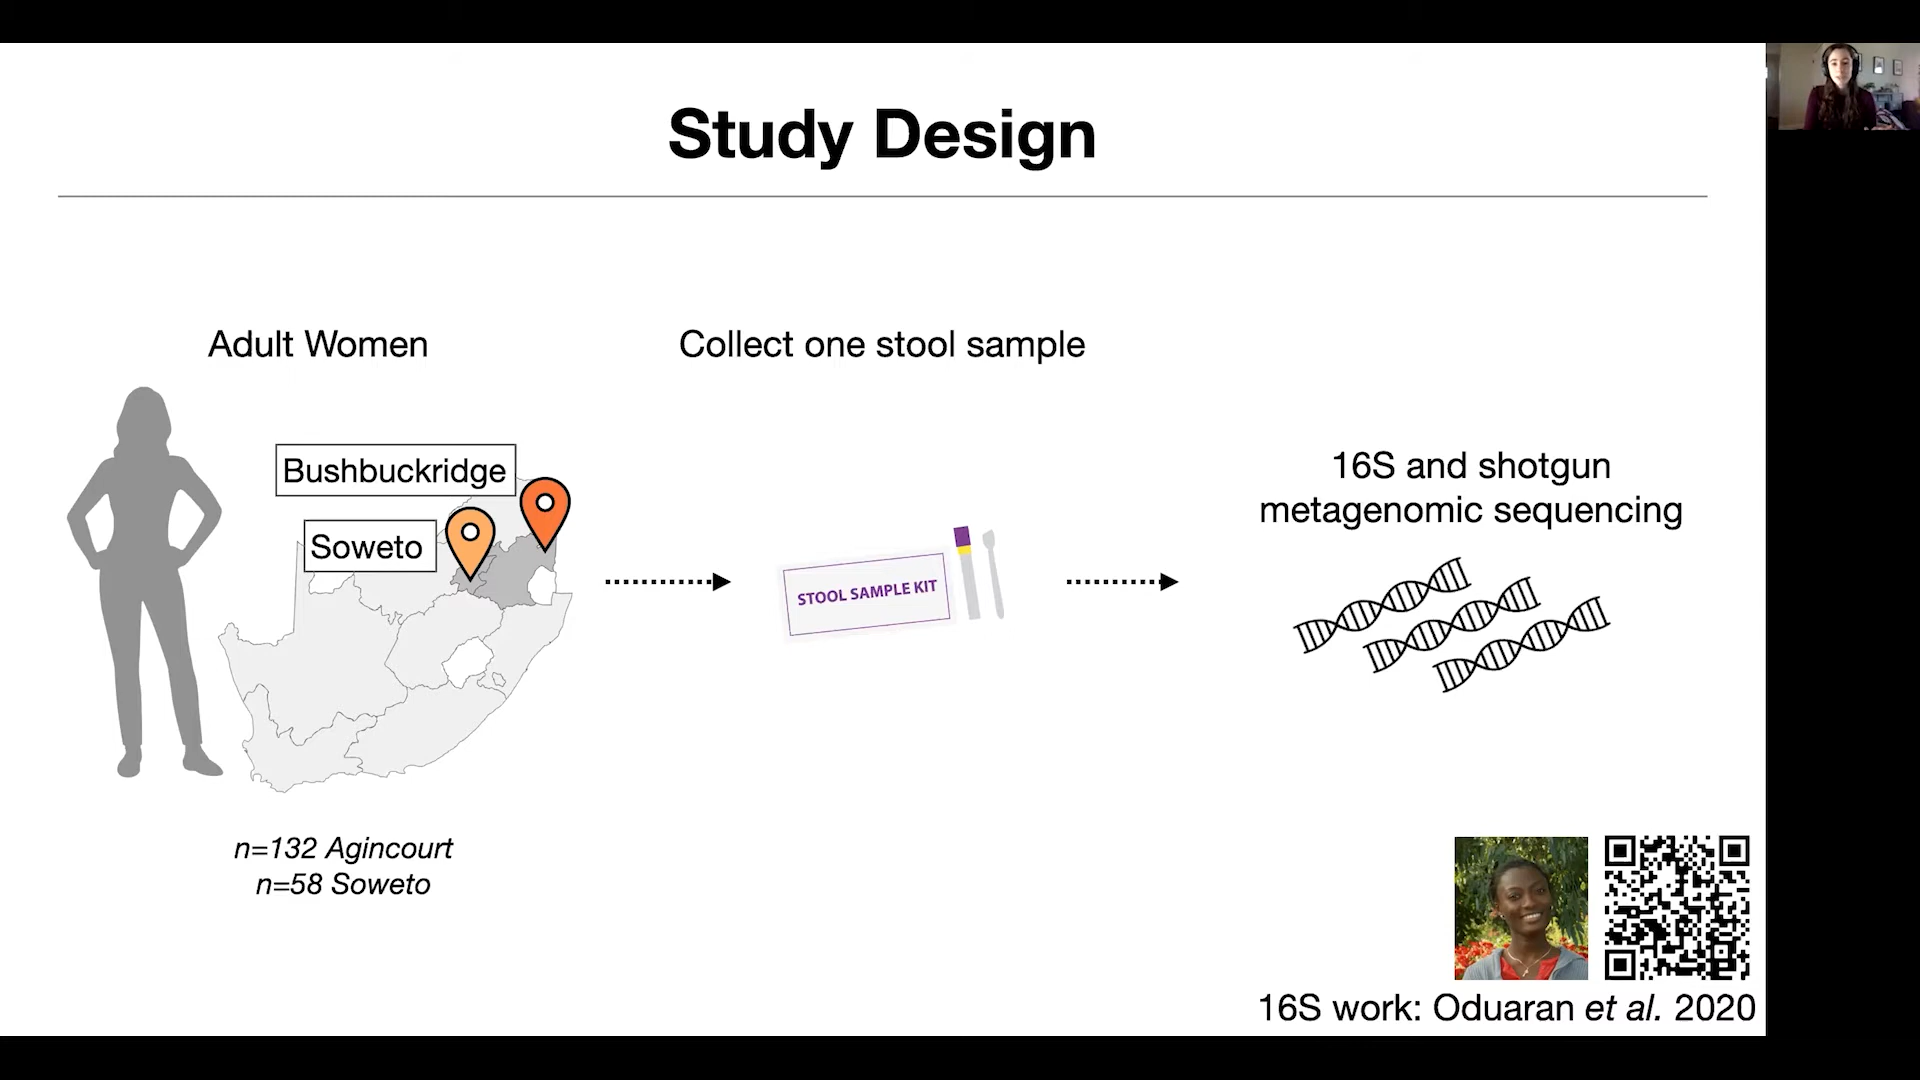 Study Design
Adult Women
Collect one stool sample
Bushbuckridge
Soweto
STOOL SAMPLE KIT
16S and shotgun
metagenomic sequencing
n=132 Agincourt
n=58 Soweto
16S work: Oduaran et al. 2020